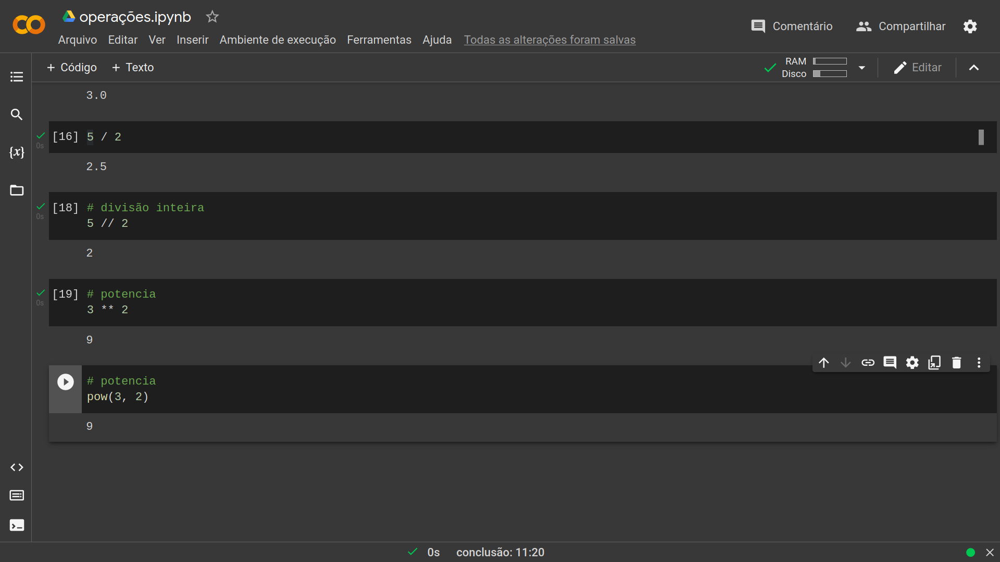 operações.ipynb
Arquivo Editar Ver Inserir Ambiente de execução Ferramentas Ajuda Todas as alterações foram salvas
Comentário Compartilhar
+ Código + Texto
RAM
Disco
Editar
3.0
0s
[16] 5 / 2
2.5
0s
[18] # divisão inteira
5 // 2
2
0s
[19] # potencia
3 ** 2
9
# potencia
pow(3, 2)
9
{x}
0s conclusão: 11:20